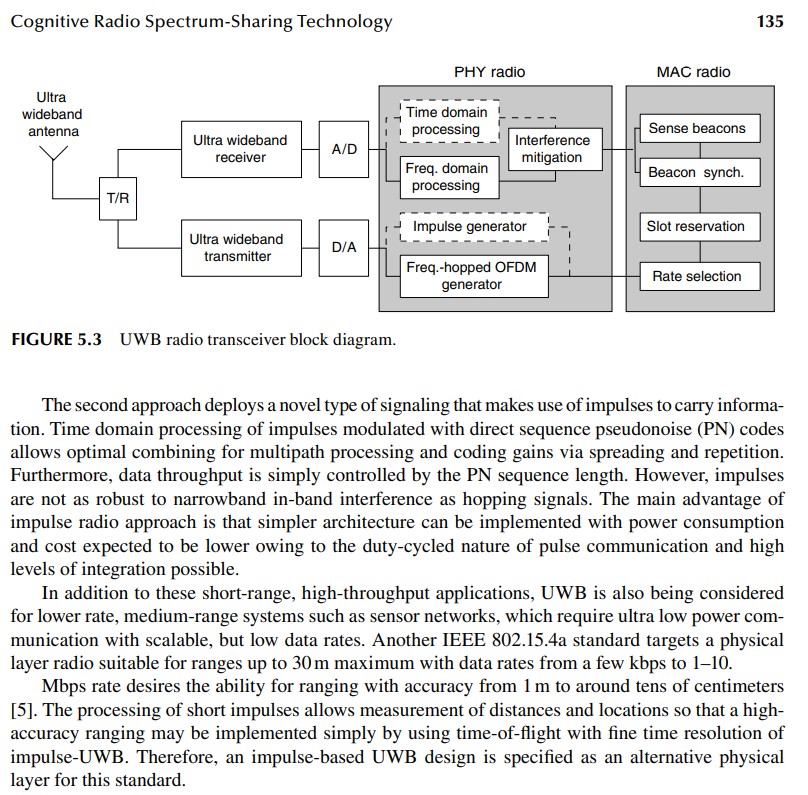 Cognitive Radio Spectrum-Sharing Technology 135
PHY radio
MAC radio
Ultra
wideband
antenna
T/R
Ultra wideband
receiver
A/D
Time domain
processing
Freq. domain
processing
Interference
mitigation
Sense beacons
Beacon synch.
Ultra wideband
transmitter
D/A
Impulse generator
Freq.-hopped OFDM
generator
Slot reservation
Rate selection
FIGURE 5.3 UWB radio transceiver block diagram.
The second approach deploys a novel type of signaling that makes use of impulses to carry informa-
tion. Time domain processing of impulses modulated with direct sequence pseudonoise (PN) codes
allows optimal combining for multipath processing and coding gains via spreading and repetition.
Furthermore, data throughput is simply controlled by the PN sequence length. However, impulses
are not as robust to narrowband in-band interference as hopping signals. The main advantage of
impulse radio approach is that simpler architecture can be implemented with power consumption
and cost expected to be lower owing to the duty-cycled nature of pulse communication and high
levels of integration possible.
In addition to these short-range, high-throughput applications, UWB is also being considered
for lower rate, medium-range systems such as sensor networks, which require ultra low power com-
munication with scalable, but low data rates. Another IEEE 802.15.4a standard targets a physical
layer radio suitable for ranges up to 30 m maximum with data rates from a few kbps to 1–10.
Mbps rate desires the ability for ranging with accuracy from 1 m to around tens of centimeters
[5]. The processing of short impulses allows measurement of distances and locations so that a high-
accuracy ranging may be implemented simply by using time-of-flight with fine time resolution of
impulse-UWB. Therefore, an impulse-based UWB design is specified as an alternative physical
layer for this standard.